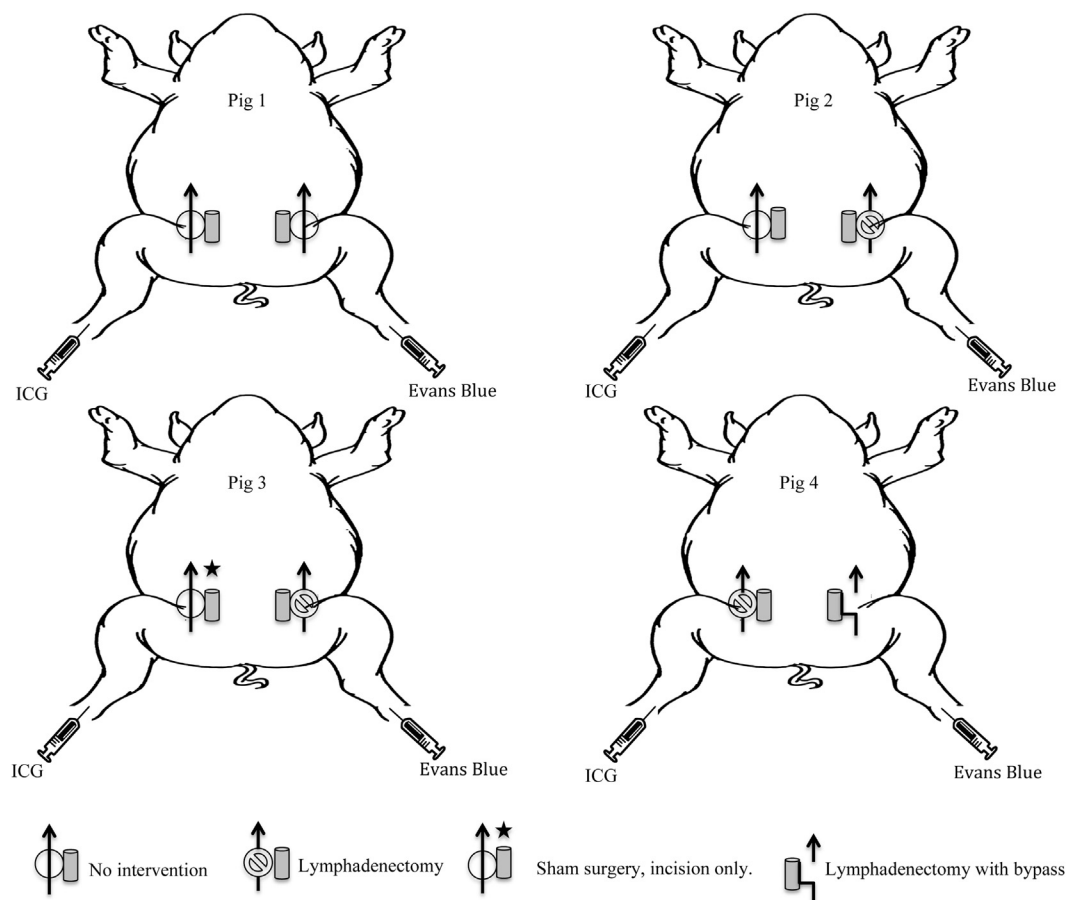 Pig 1
Pig 2
ICG
Evans Blue
ICG
Evans Blue
Pig 3
Pig 4
ICG
Evans Blue
ICG
Evans Blue
No intervention
Lymphadenectomy
Sham surgery, incision only.
Lymphadenectomy with bypass